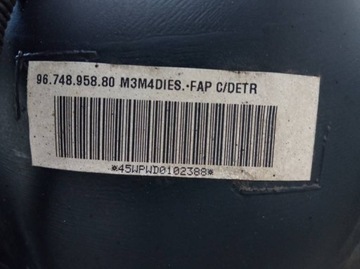 96.748.958.80 M3M4DIES.-FAP C/DETR
*45WPWD0102388*